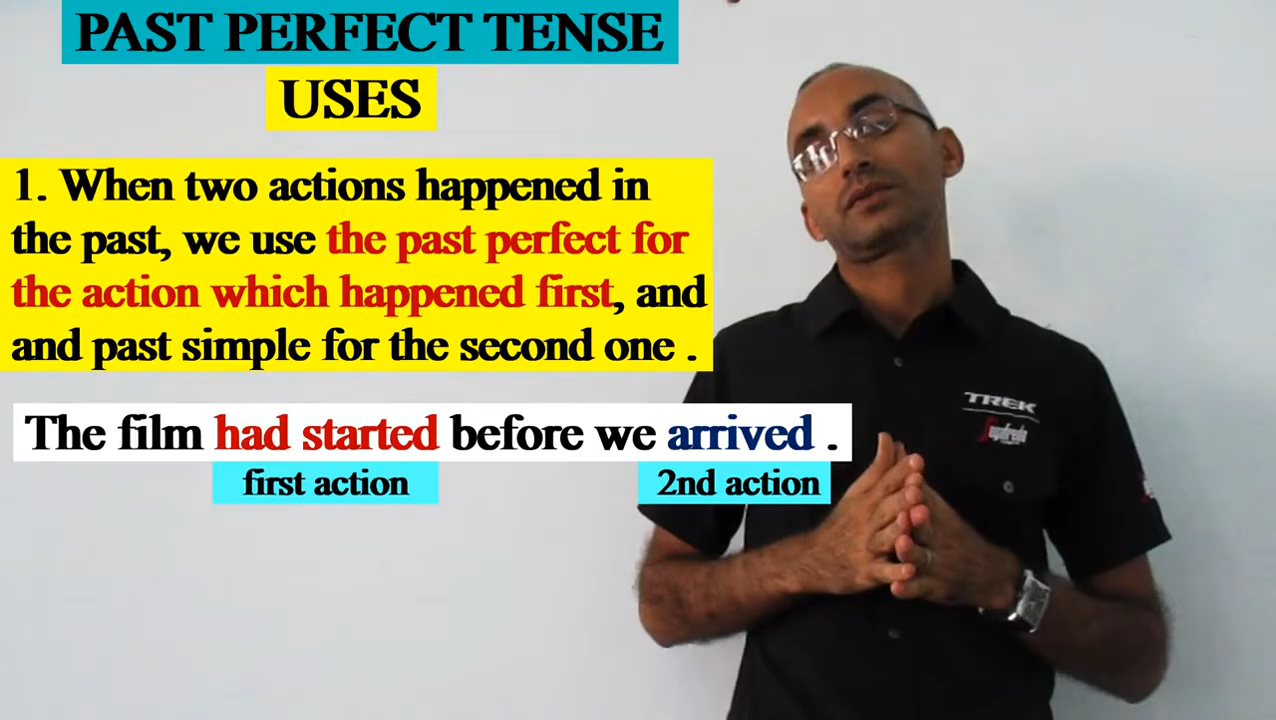 PAST PERFECT TENSE
USES
1. When two actions happened in
the past, we use the past perfect for
the action which happened first, and
and past simple for the second one .
The film had started before we arrived .
first action
2nd action
TREK
Segafredo